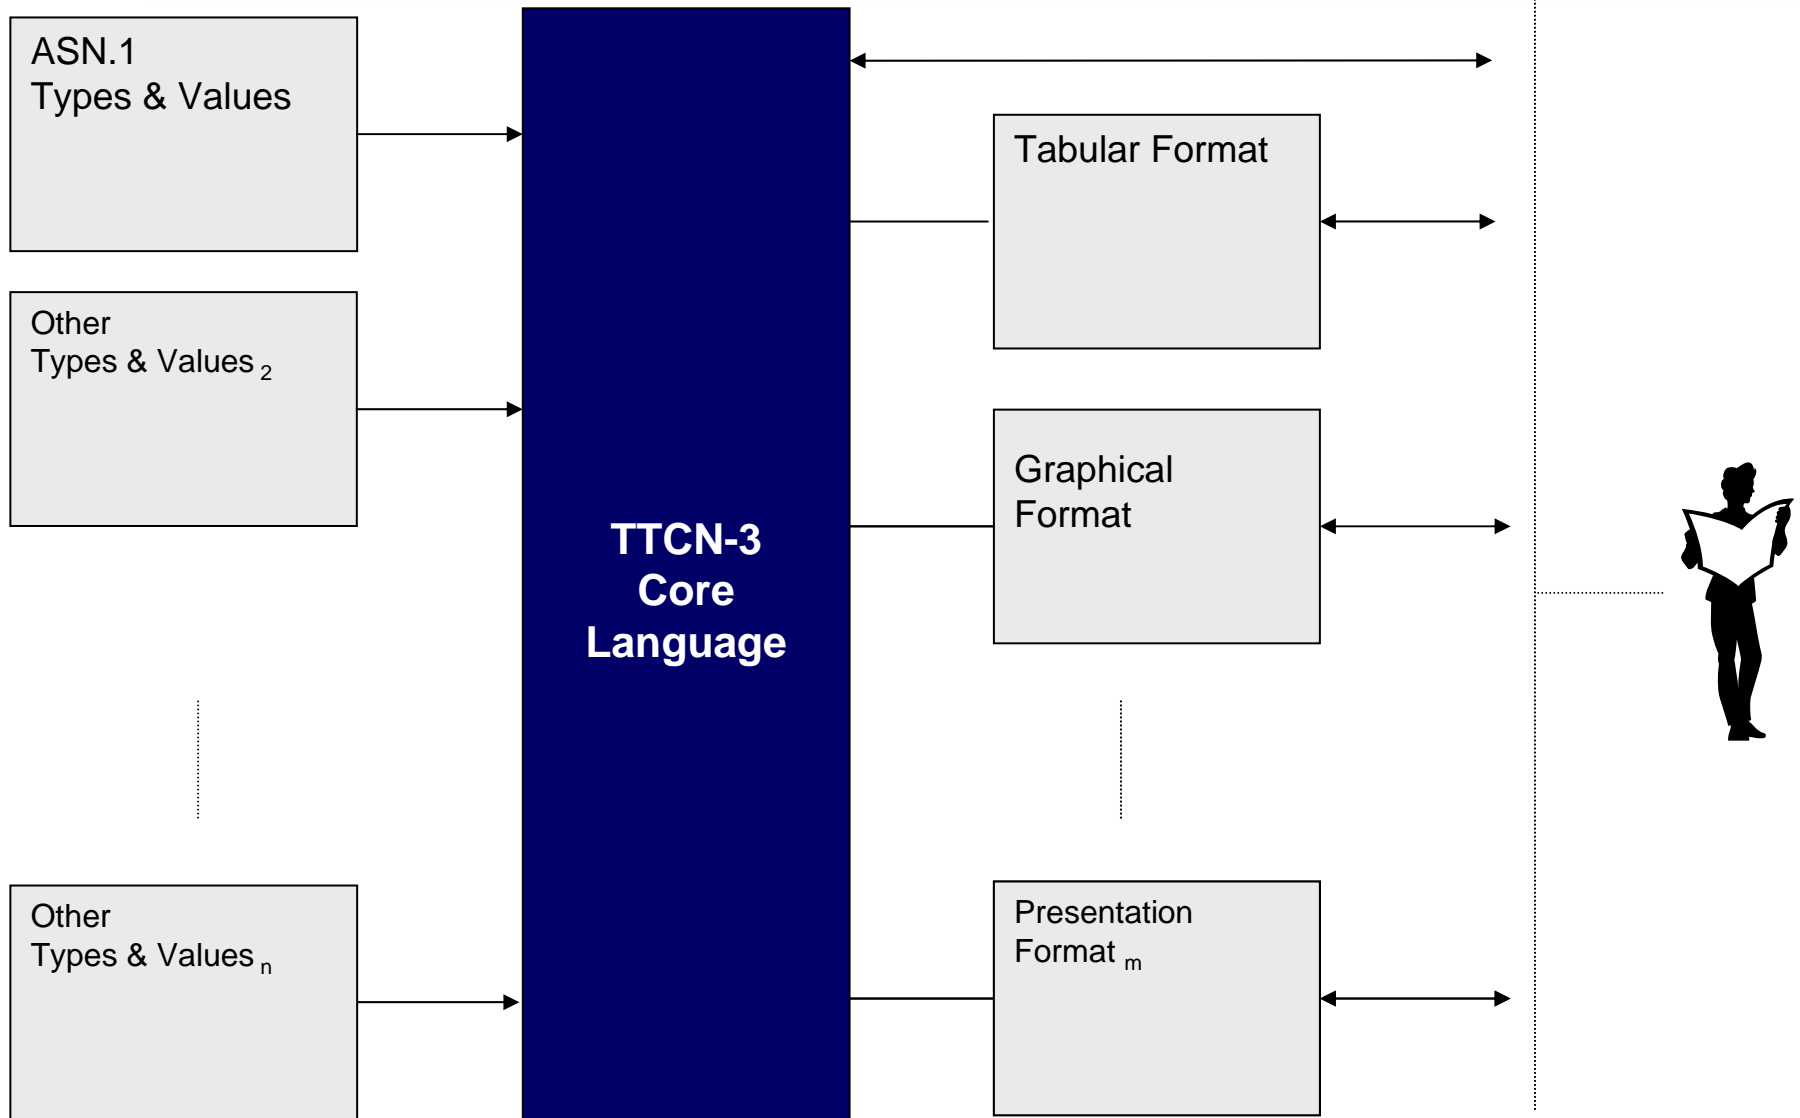 ASN.1
Types & Values
Other
Types & Values 2
Other
Types & Values n
TTCN-3
Core
Language
Tabular Format
Graphical
Format
Presentation
Format m